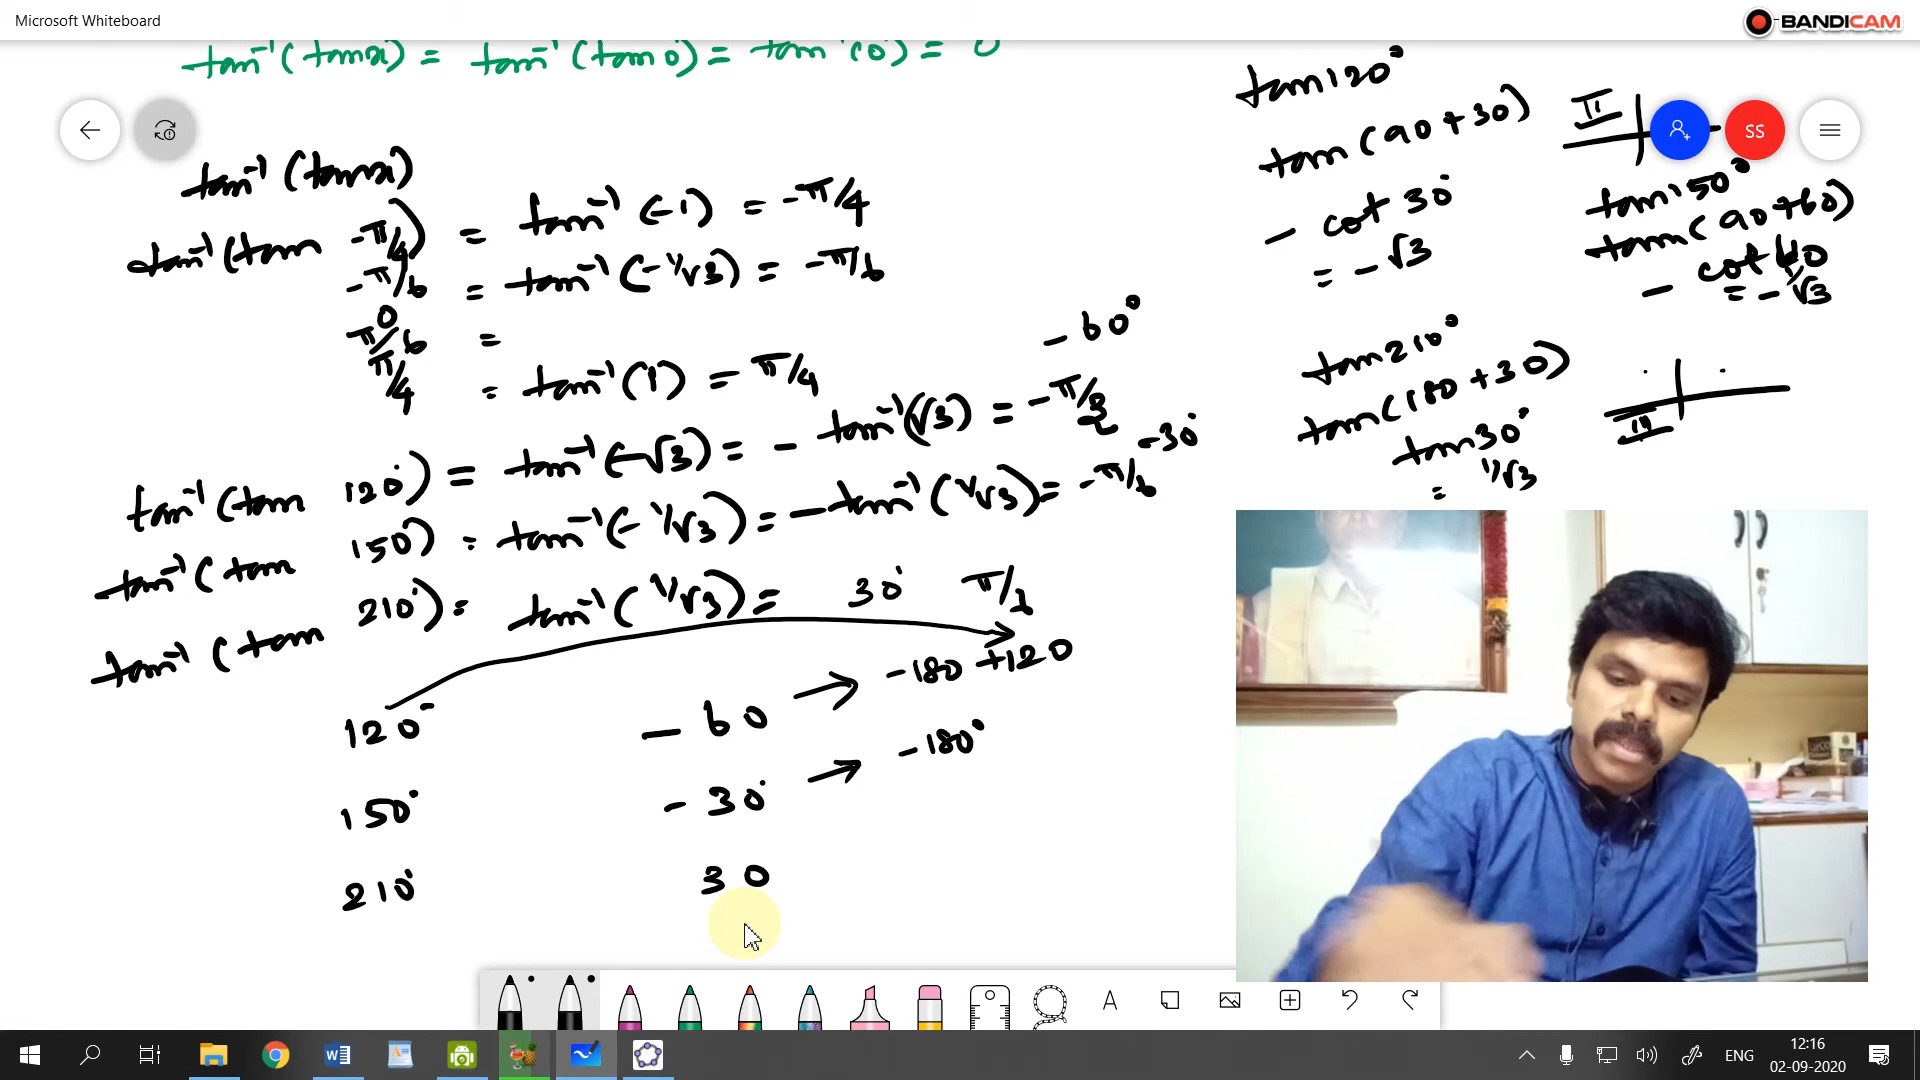 Microsoft Whiteboard
BANDICAM
tan⁻¹(tanx) = tan⁻¹(tan 0) = tan⁻¹(0) = 0
tan⁻¹(tanx)
tan⁻¹(tan -π/4) = tan⁻¹(-1) = -π/4
-π/6 = tan⁻¹(-1/√3) = -π/6
0
π/6 =
π/4 = tan⁻¹(1) = π/4
-60°
tan⁻¹(tan 120°) = tan⁻¹(-√3) = - tan⁻¹(√3) = -π/3
-30°
tan⁻¹(tan 150°) = tan⁻¹(-1/√3) = - tan⁻¹(1/√3) = -π/6
tan⁻¹(tan 210°) = tan⁻¹(1/√3) = 30° π/6
120° -60 → -180+120
150° -30° → -180°
210° 30
tan120°
tan(90+30)
- cot 30°
= -√3
II
SS
tan150°
tan(90+60)
- cot 60
= -1/√3
tan210°
tan(180+30)
tan30°
= 1/√3
III
A
W
ENG
12:16
02-09-2020